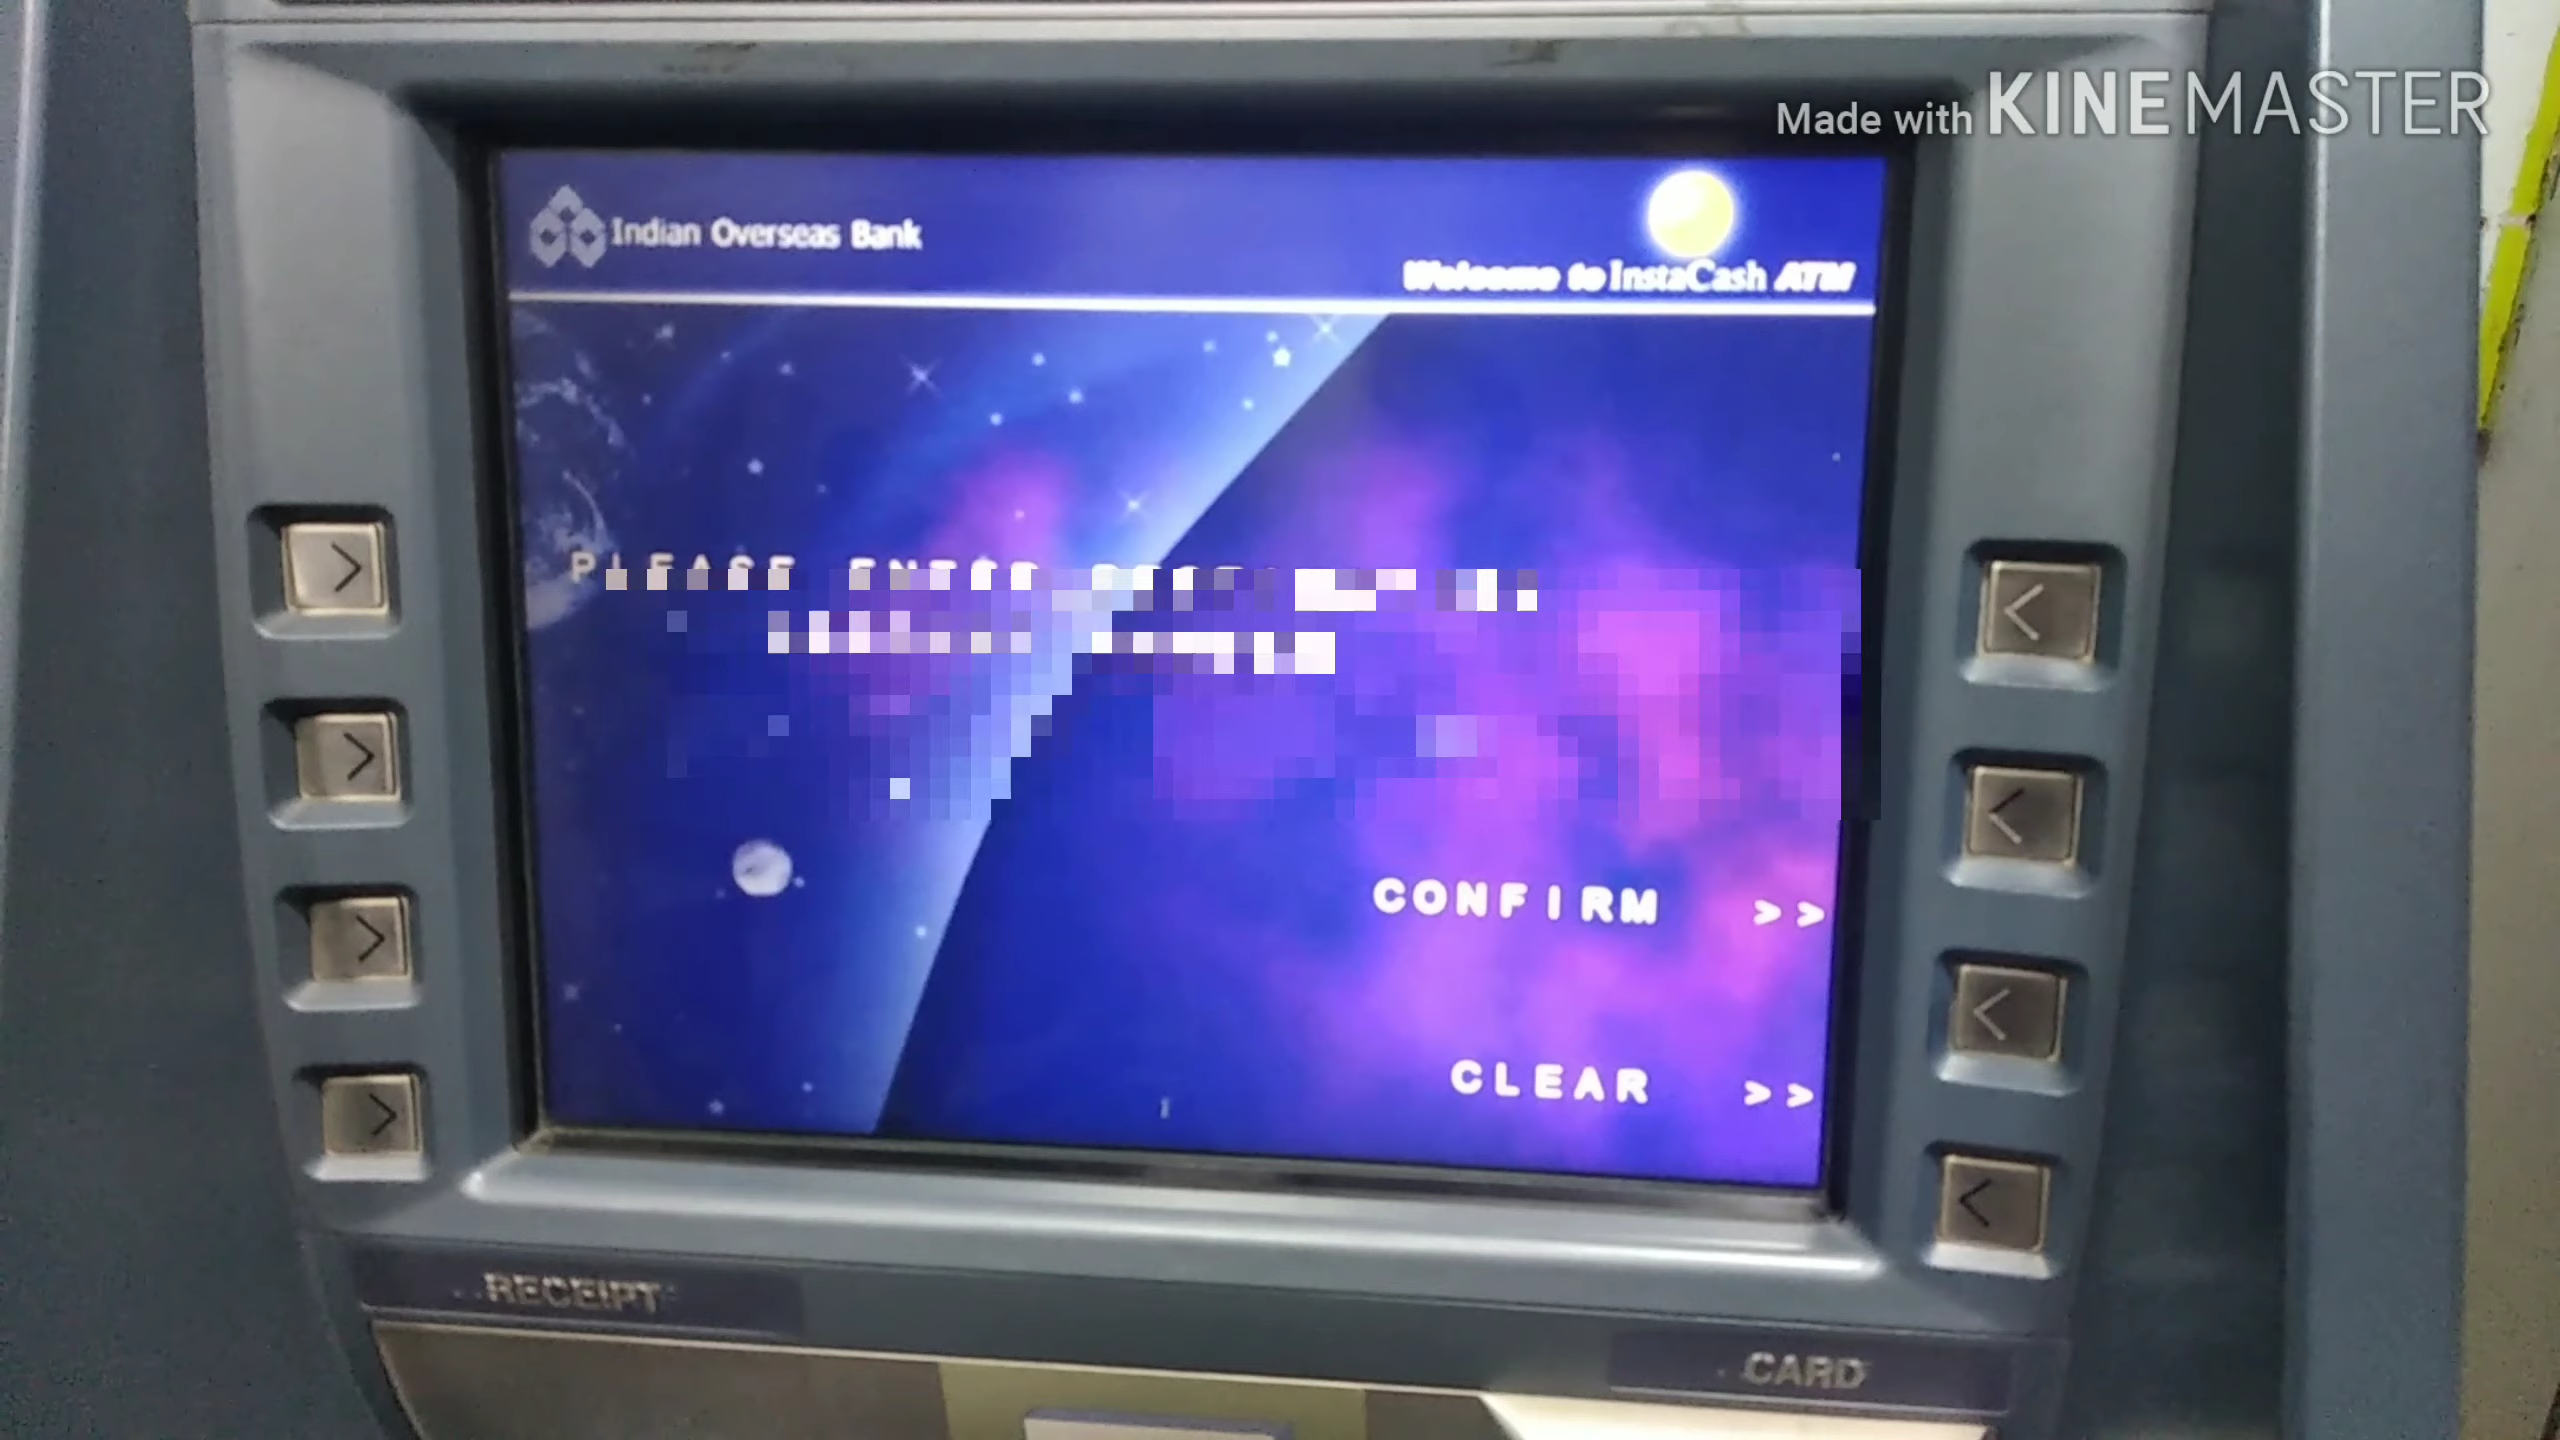 Made with KINEMASTER
Indian Overseas Bank
Welcome to InstaCash ATM
PLEASE ENTER
CONFIRM >>
CLEAR >>
RECEIPT
CARD